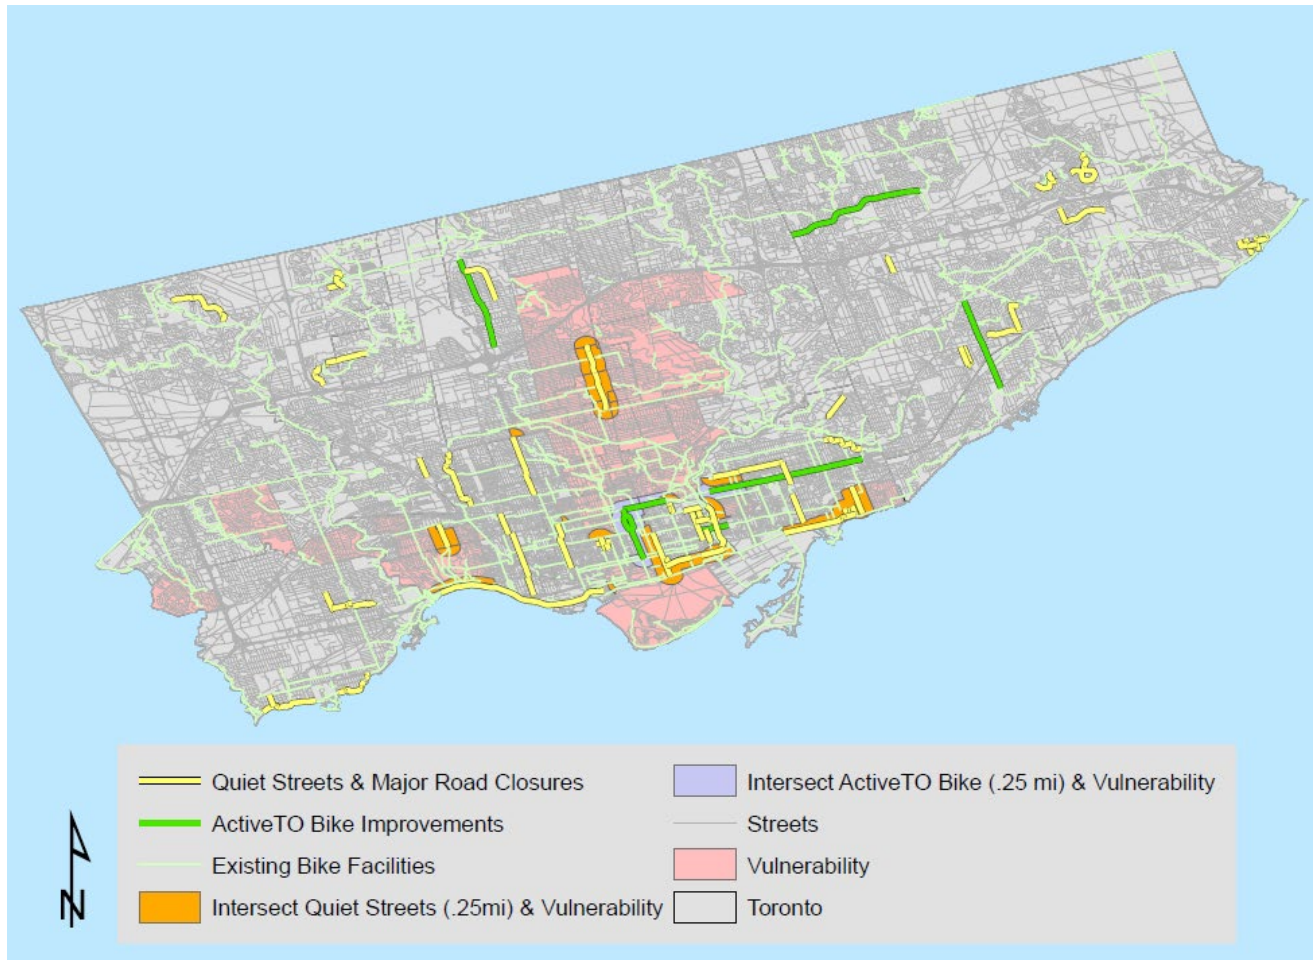 Quiet Streets & Major Road Closures
ActiveTO Bike Improvements
Existing Bike Facilities
Intersect Quiet Streets (.25mi) & Vulnerability
Intersect ActiveTO Bike (.25 mi) & Vulnerability
Streets
Vulnerability
Toronto
N